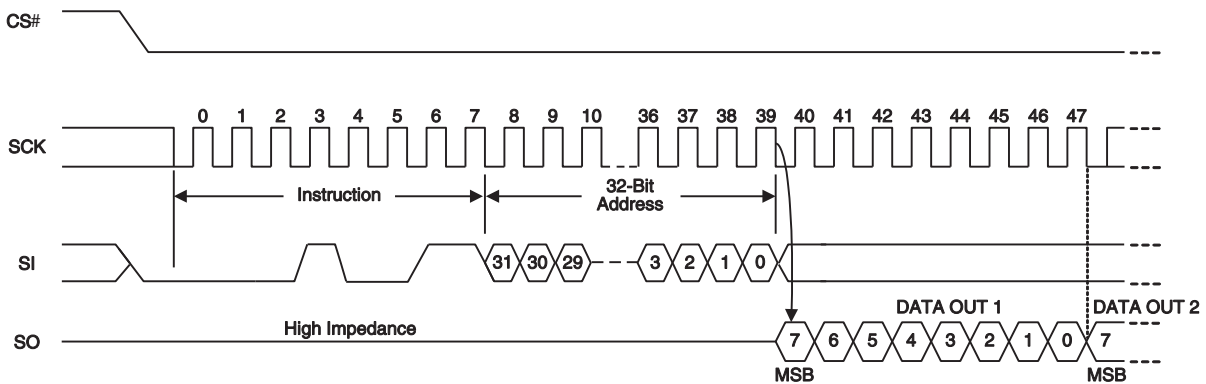 CS#
0 1 2 3 4 5 6 7 8 9 10 36 37 38 39 40 41 42 43 44 45 46 47
SCK
Instruction
32-Bit
Address
SI
31 30 29 3 2 1 0
DATA OUT 1
DATA OUT 2
High Impedance
SO
7 6 5 4 3 2 1 0 7
MSB
MSB